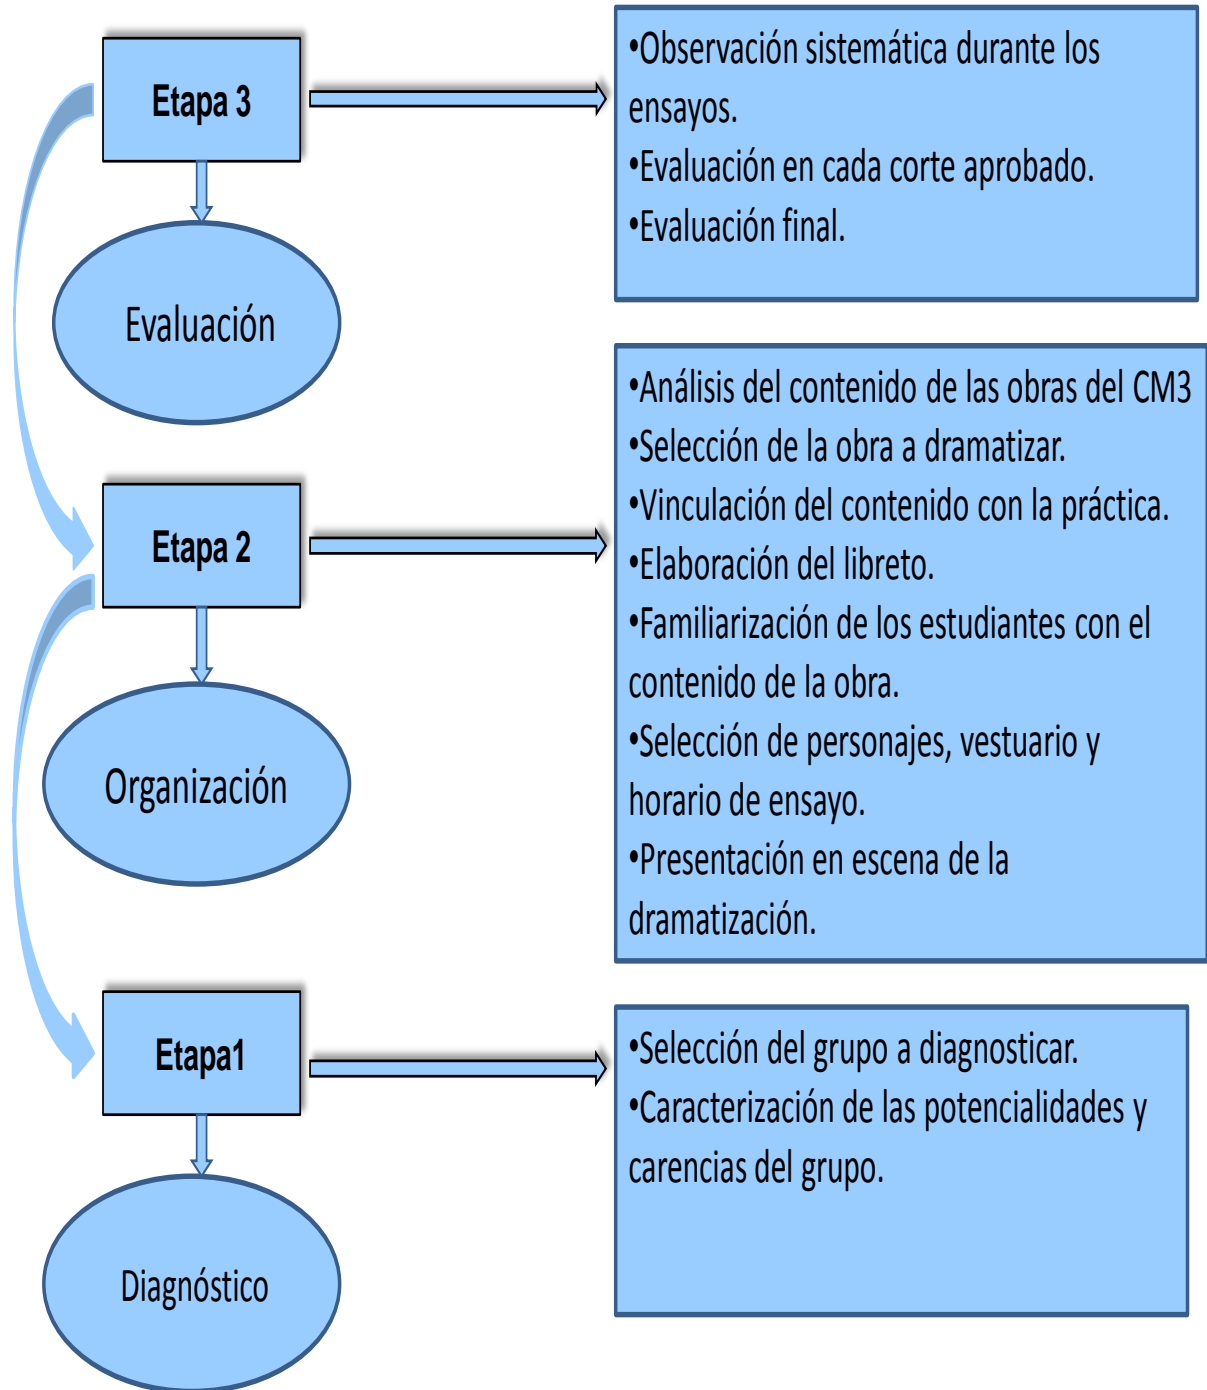 Etapa 3
•Observación sistemática durante los
ensayos.
•Evaluación en cada corte aprobado.
•Evaluación final.
Evaluación
Etapa 2
•Análisis del contenido de las obras del CM3
•Selección de la obra a dramatizar.
•Vinculación del contenido con la práctica.
•Elaboración del libreto.
•Familiarización de los estudiantes con el
contenido de la obra.
•Selección de personajes, vestuario y
horario de ensayo.
•Presentación en escena de la
dramatización.
Organización
Etapa1
•Selección del grupo a diagnosticar.
•Caracterización de las potencialidades y
carencias del grupo.
Diagnóstico